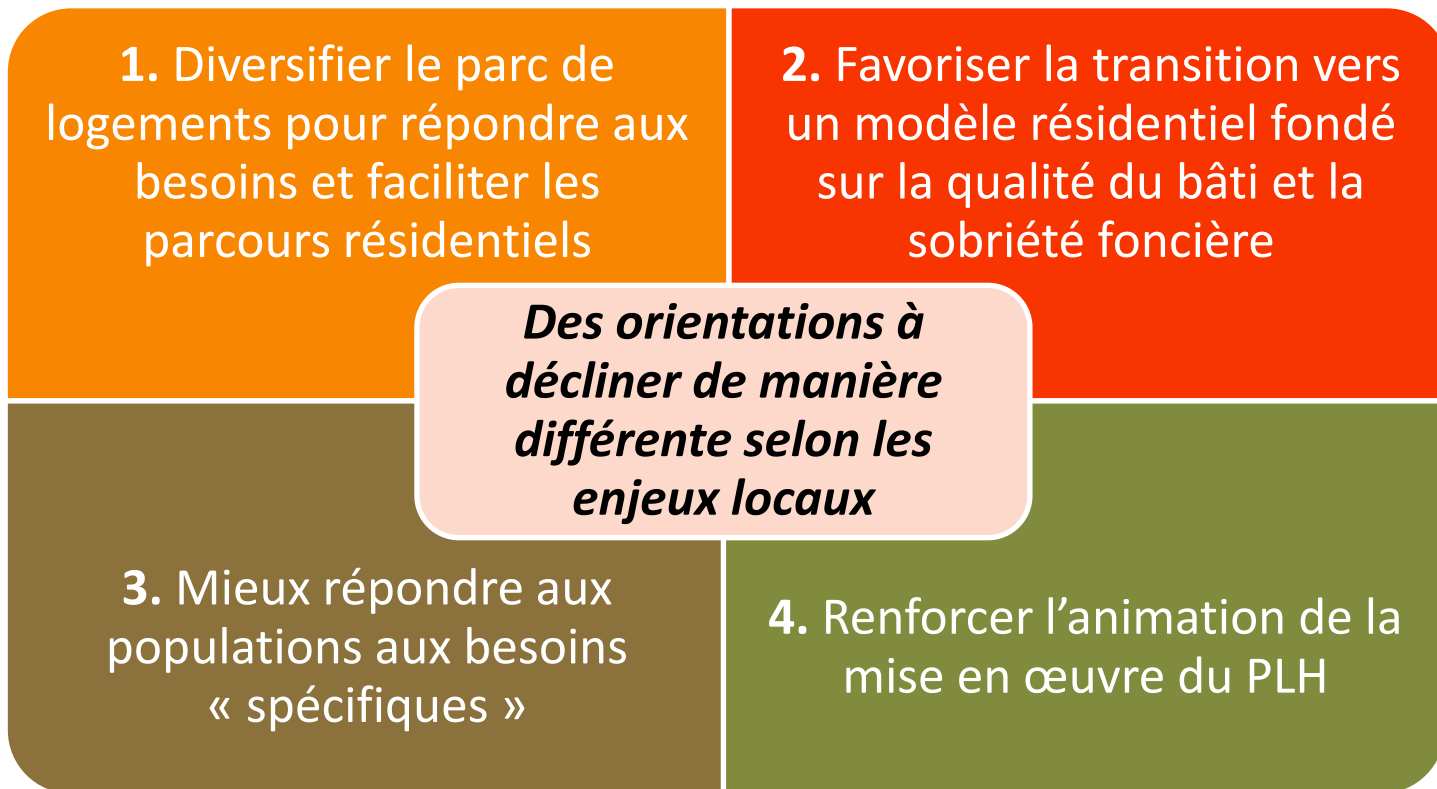 1. Diversifier le parc de
logements pour répondre aux
besoins et faciliter les
parcours résidentiels
2. Favoriser la transition vers
un modèle résidentiel fondé
sur la qualité du bâti et la
sobriété foncière
Des orientations à
décliner de manière
différente selon les
enjeux locaux
3. Mieux répondre aux
populations aux besoins
« spécifiques »
4. Renforcer l’animation de la
mise en œuvre du PLH